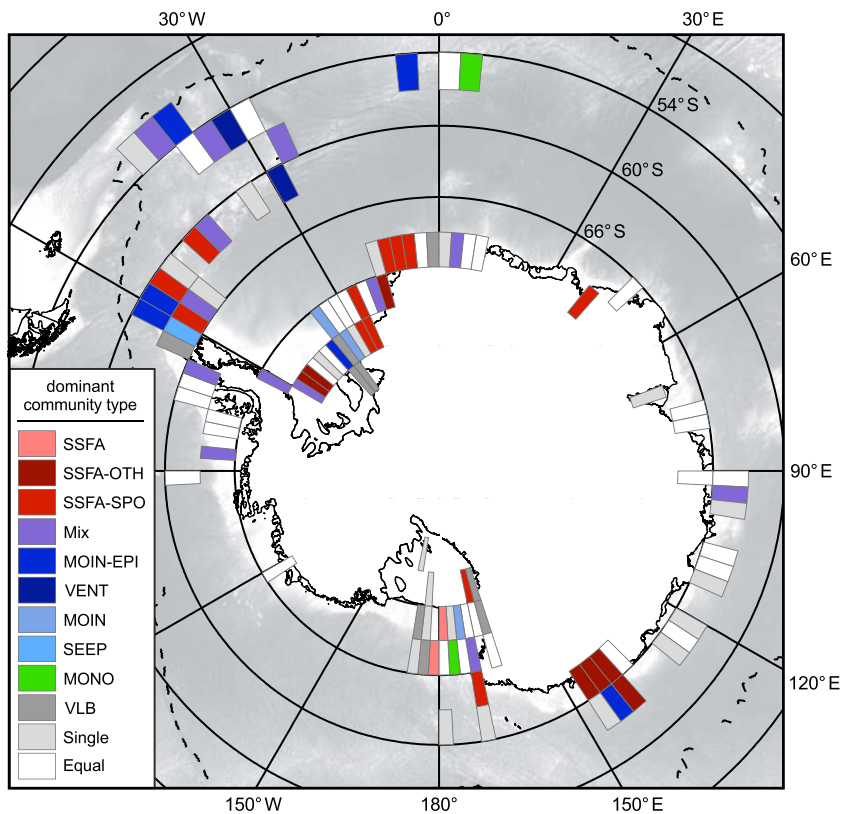 30°W 0° 30°E
54°S
60°S
66°S
60°E
90°E
120°E
150°W 180° 150°E
dominant
community type
SSFA
SSFA-OTH
SSFA-SPO
Mix
MOIN-EPI
VENT
MOIN
SEEP
MONO
VLB
Single
Equal